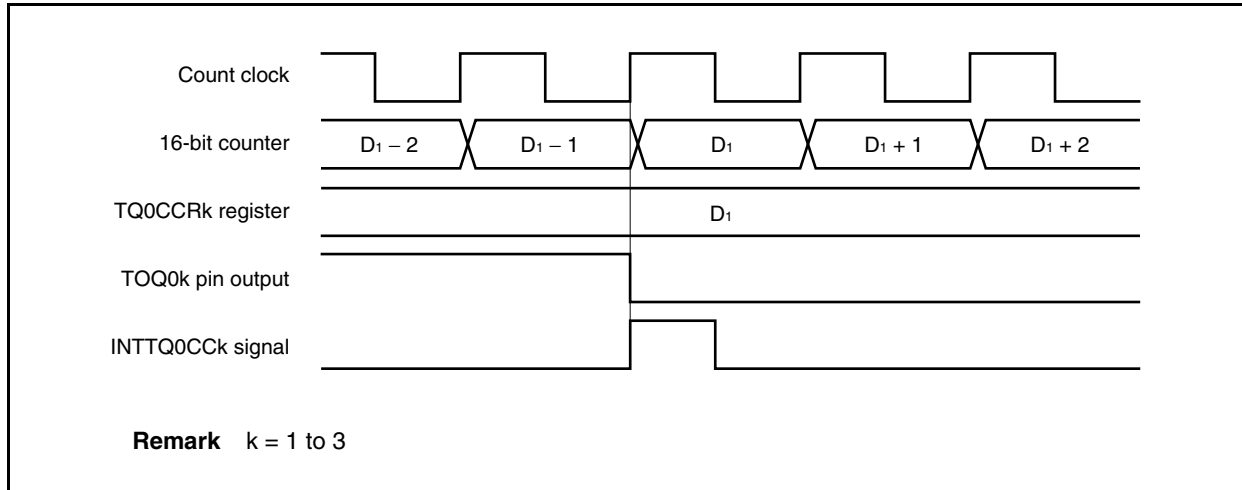 Count clock
16-bit counter D1 − 2 D1 − 1 D1 D1 + 1 D1 + 2
TQ0CCRk register D1
TOQ0k pin output
INTTQ0CCk signal
Remark k = 1 to 3